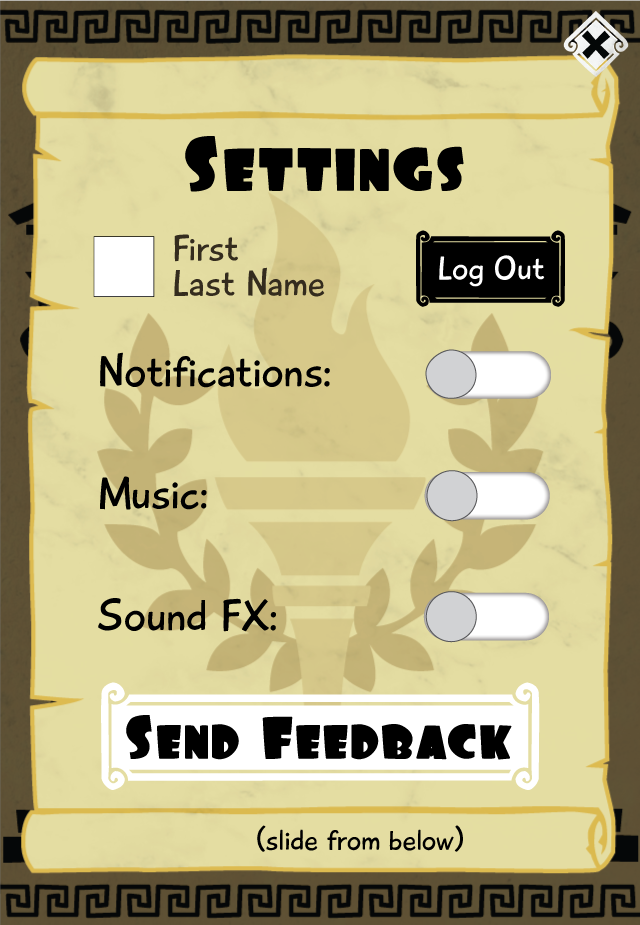 Settings
First
Last Name
Log Out
Notifications:
Music:
Sound FX:
Send Feedback
(slide from below)